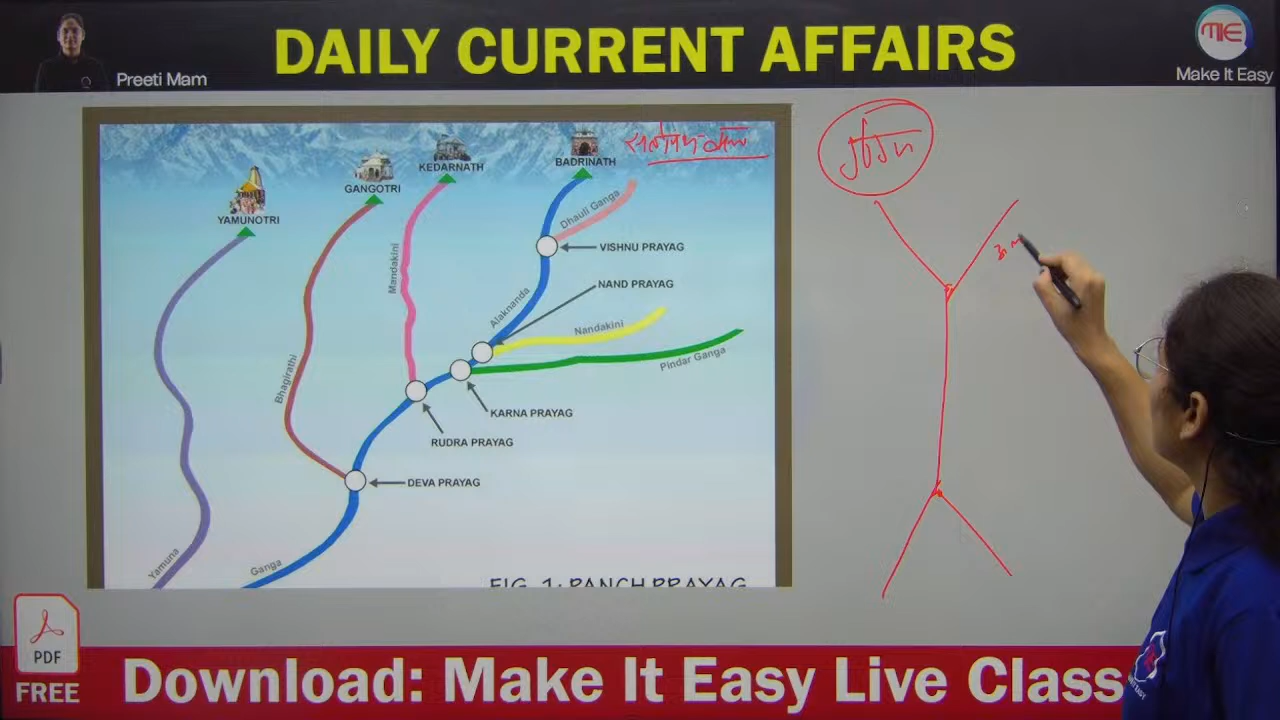 Preeti Mam
DAILY CURRENT AFFAIRS
Make It Easy
YAMUNOTRI
GANGOTRI
KEDARNATH
BADRINATH
Dhauli Ganga
VISHNU PRAYAG
NAND PRAYAG
Mandakini
Alaknanda
Nandakini
Pindar Ganga
Bhagirathi
KARNA PRAYAG
RUDRA PRAYAG
DEVA PRAYAG
Yamuna
Ganga
FIG. 1: PANCH PRAYAG
PDF
FREE
Download: Make It Easy Live Class